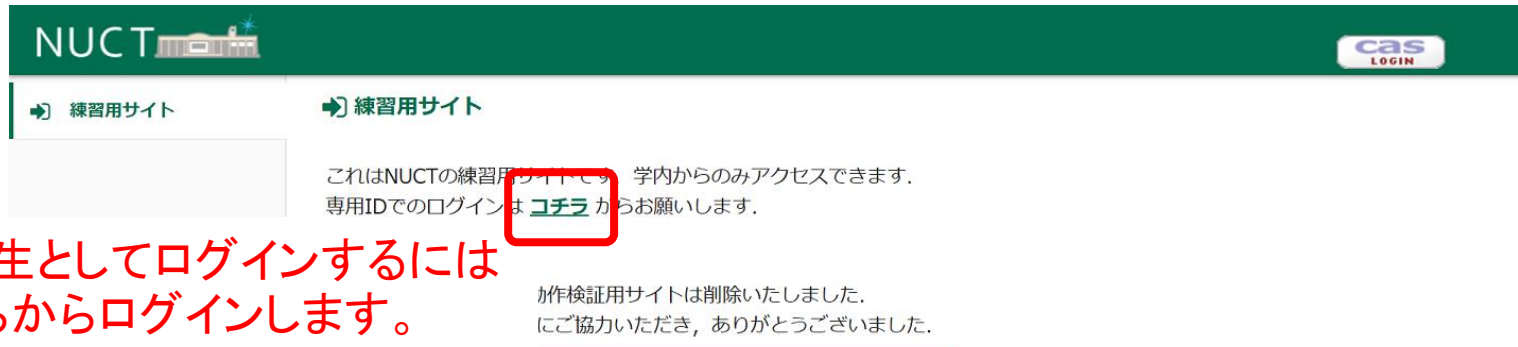 NUCT
cas
LOGIN
練習用サイト
練習用サイト
これはNUCTの練習用サイトです．学内からのみアクセスできます．
専用IDでのログインは コチラ からお願いします．
生としてログインするには
からログインします。
作検証用サイトは削除いたしました．
にご協力いただき，ありがとうございました．